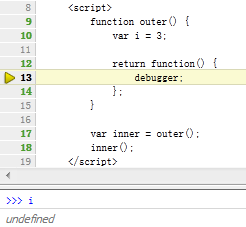 8 <script>
9 function outer() {
10 var i = 3;
11
12 return function() {
13 debugger;
14 };
15 }
16
17 var inner = outer();
18 inner();
19 </script>
>>> i
undefined